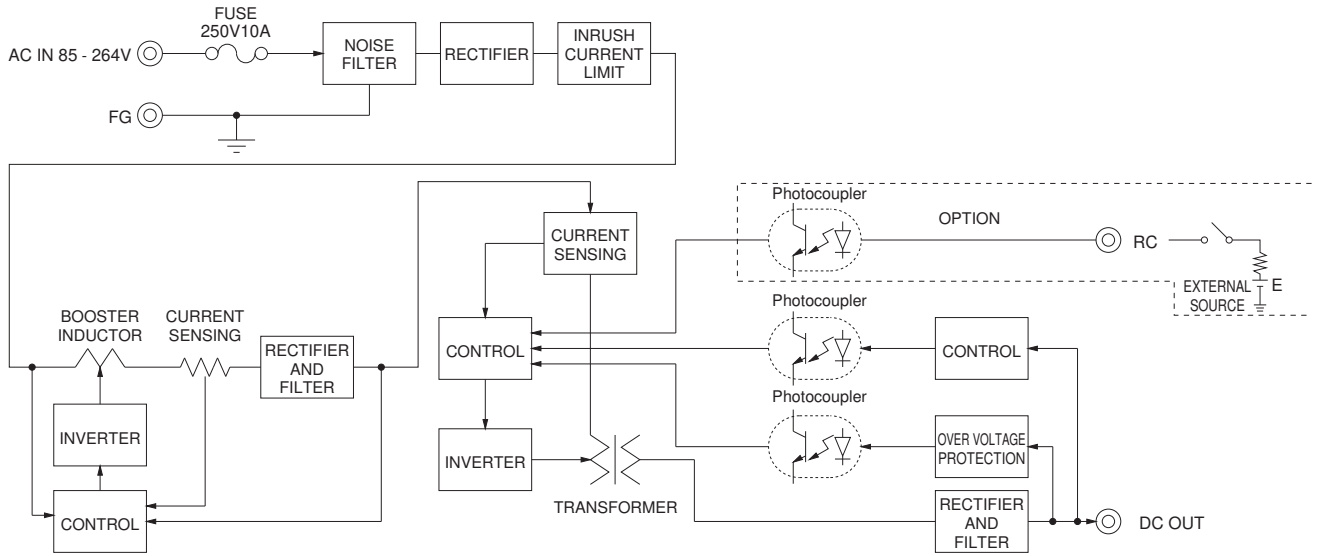 FUSE
250V10A
AC IN 85 - 264V
NOISE
FILTER
RECTIFIER
INRUSH
CURRENT
LIMIT
FG
Photocoupler
OPTION
RC
EXTERNAL
SOURCE
E
CURRENT
SENSING
BOOSTER
INDUCTOR
CURRENT
SENSING
RECTIFIER
AND
FILTER
CONTROL
Photocoupler
CONTROL
INVERTER
CONTROL
INVERTER
TRANSFORMER
Photocoupler
OVER VOLTAGE
PROTECTION
RECTIFIER
AND
FILTER
DC OUT